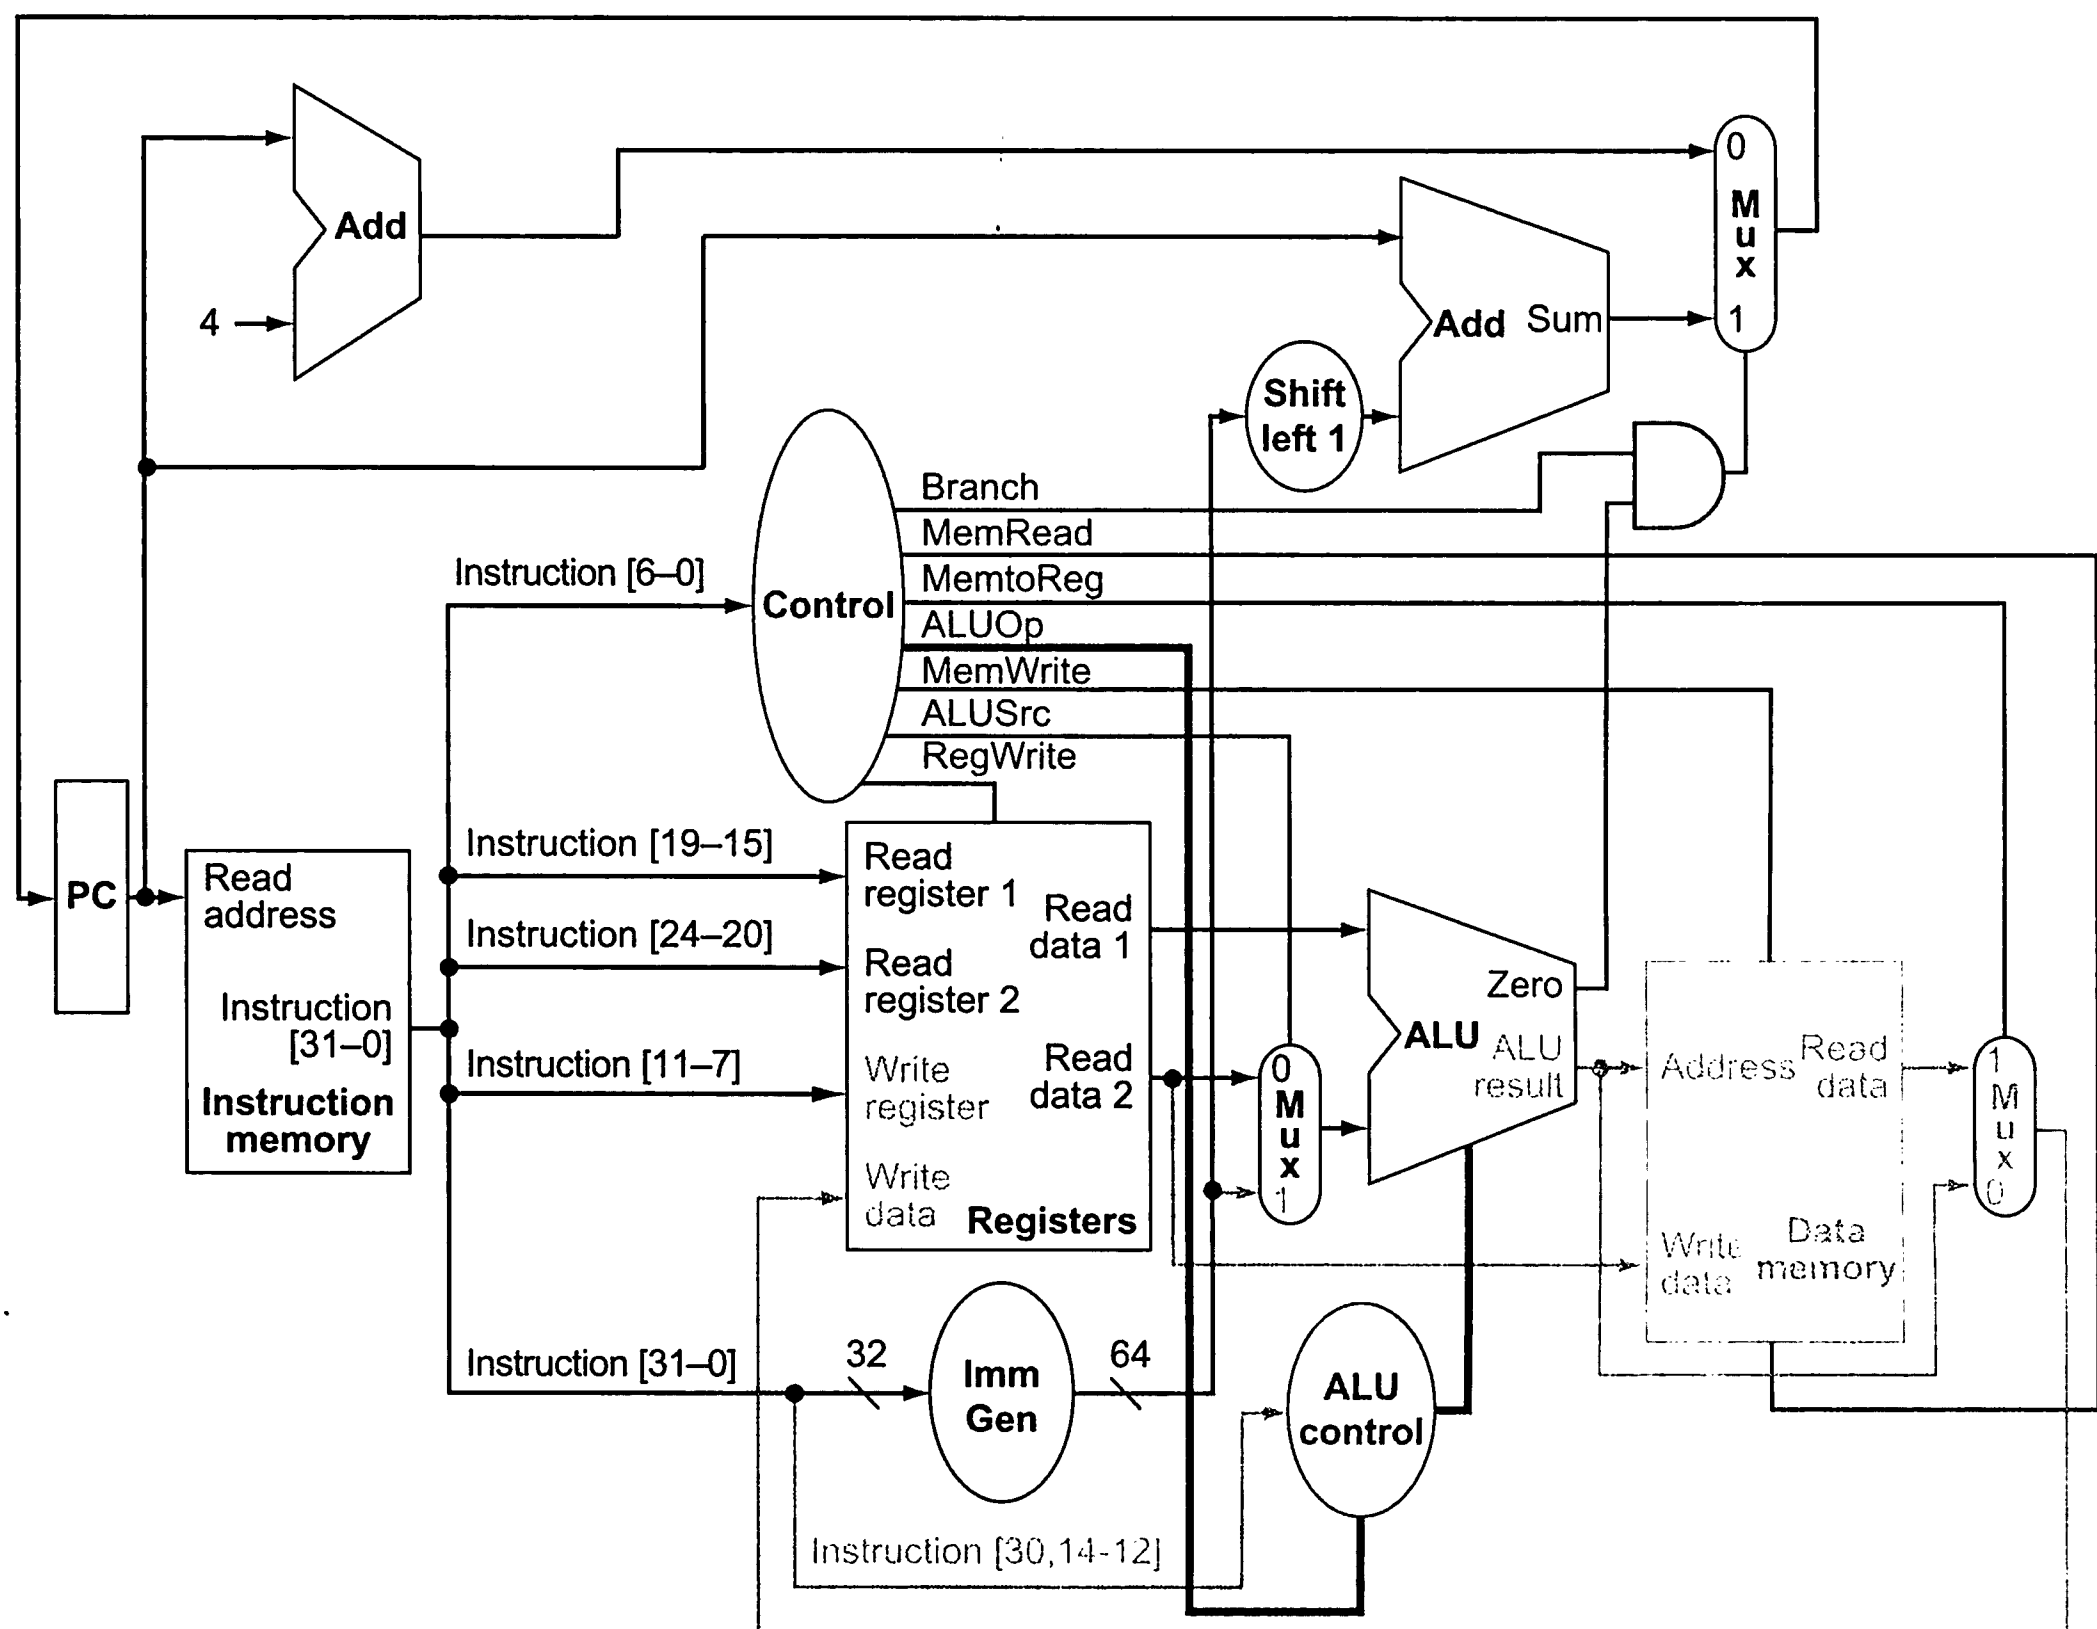 0
M
u
x
1
Add
4
Add Sum
Shift
left 1
Branch
MemRead
MemtoReg
ALUOp
MemWrite
ALUSrc
RegWrite
Control
Instruction [6–0]
PC
Read
address
Instruction
[31–0]
Instruction
memory
Instruction [19–15]
Instruction [24–20]
Instruction [11–7]
Instruction [31–0]
Read
register 1
Read
register 2
Write
register
Write
data
Read
data 1
Read
data 2
Registers
0
M
u
x
1
Zero
ALU
ALU
result
Address
Read
data
Write
data
Data
memory
1
M
u
x
0
32
Imm
Gen
64
ALU
control
Instruction [30,14-12]